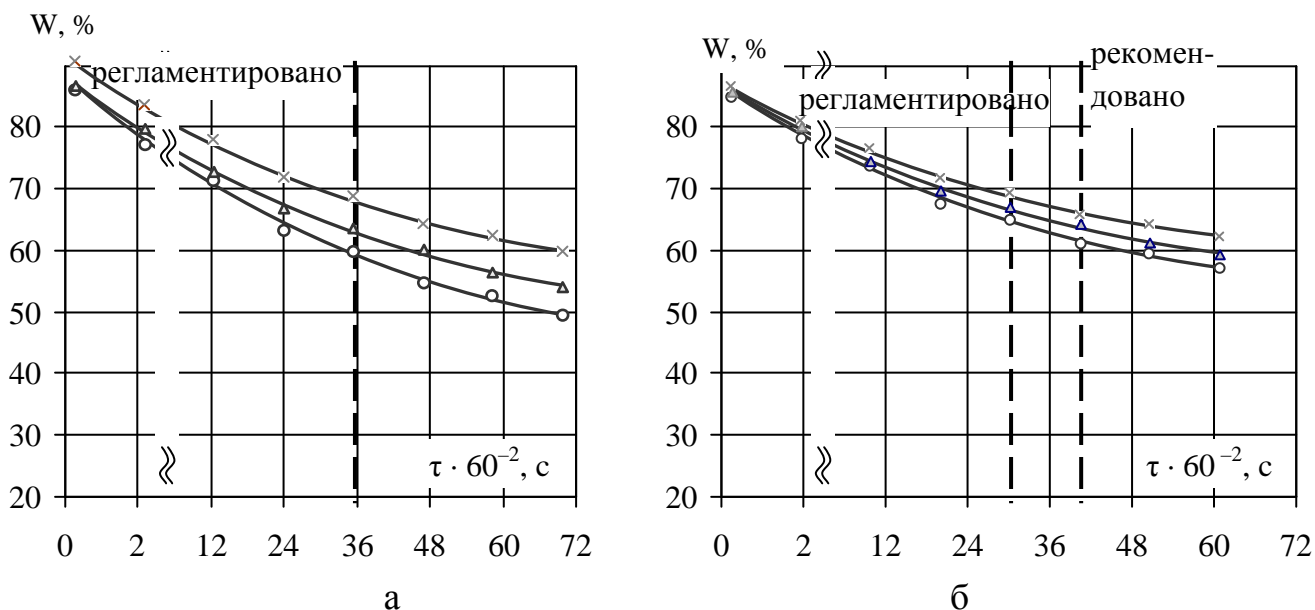 W, %
регламентировано
80
70
60
50
40
30
20
τ · 60⁻², с
0 2 12 24 36 48 60 72
а
W, %
регламентировано
рекомен-
довано
80
70
60
50
40
30
20
τ · 60⁻², с
0 2 12 24 36 48 60 72
б